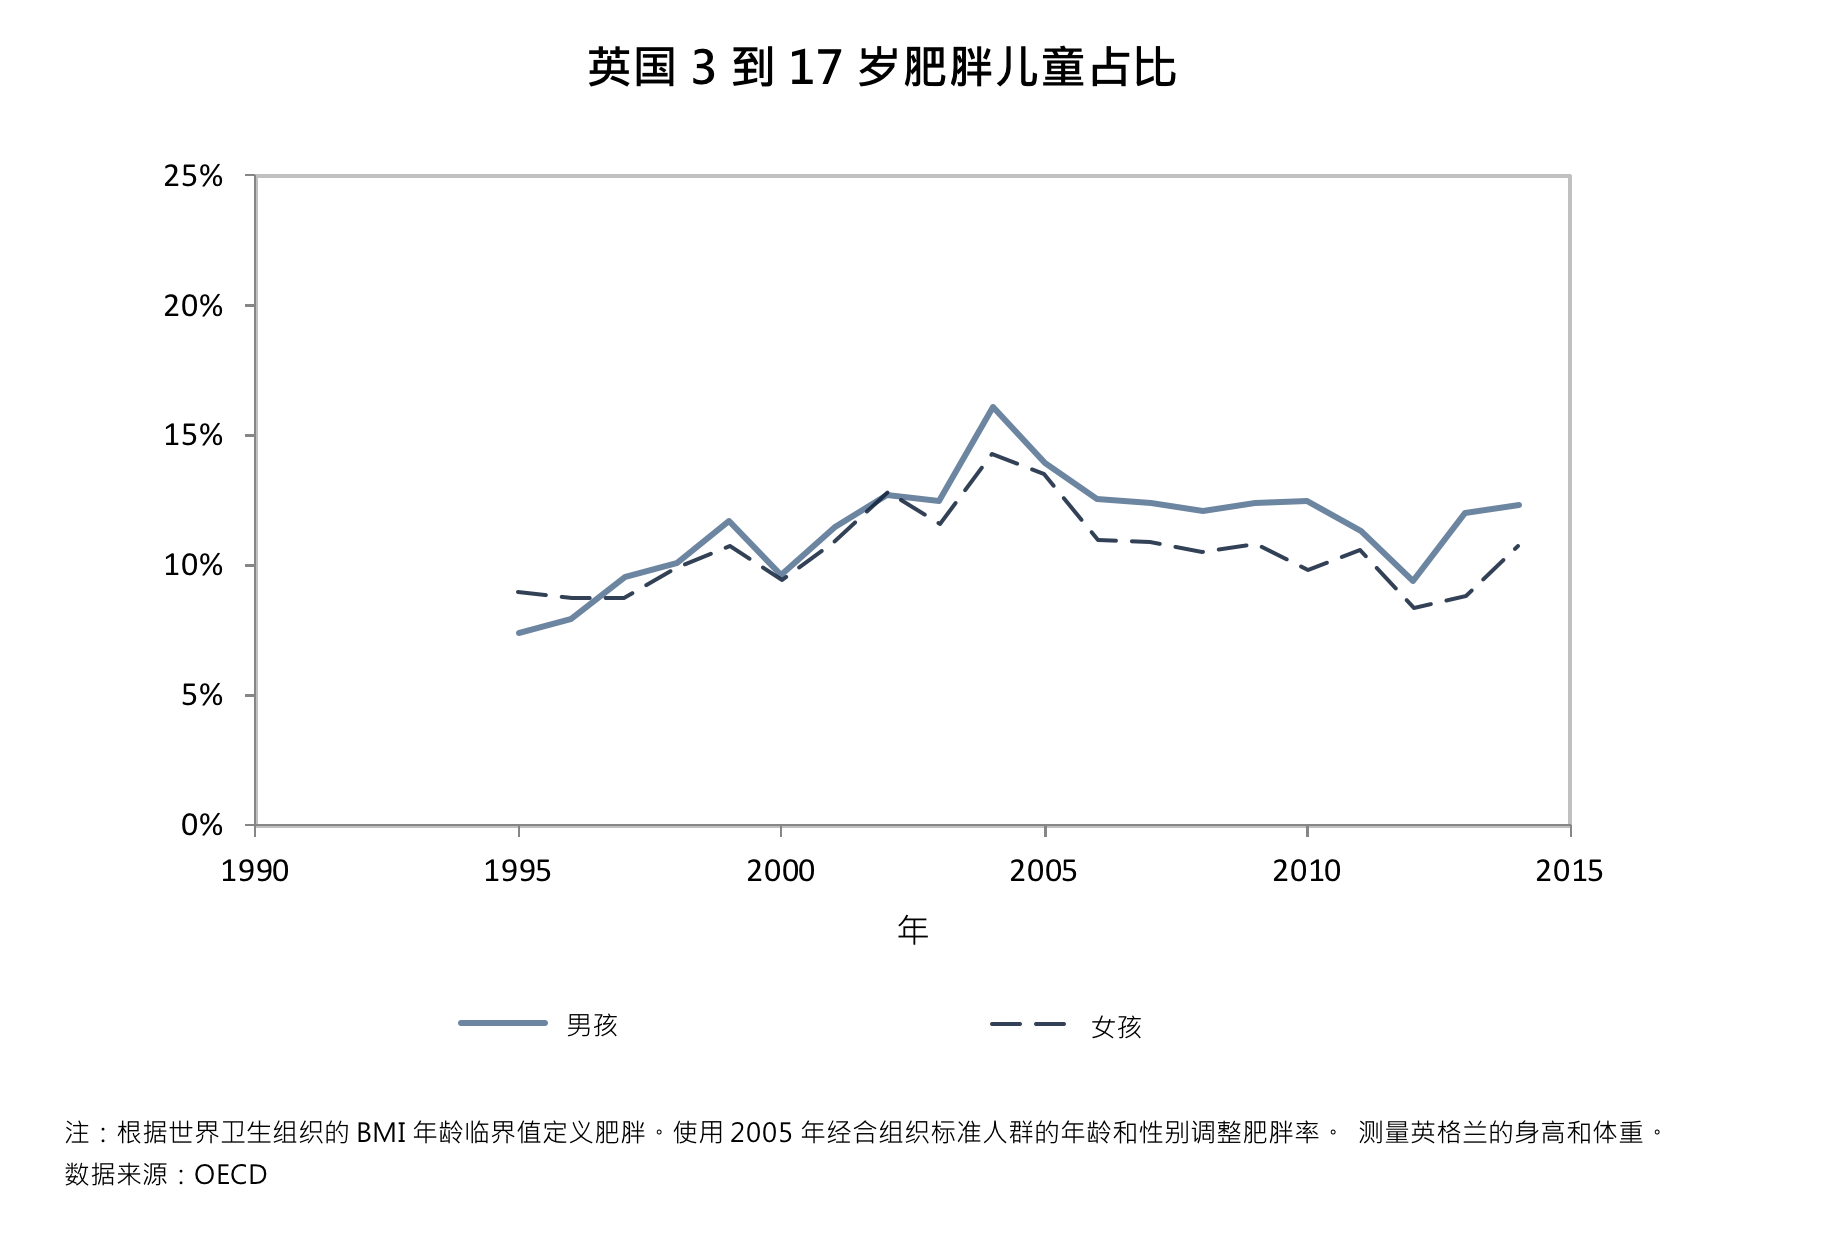 英国 3 到 17 岁肥胖儿童占比
25%
20%
15%
10%
5%
0%
1990 1995 2000 2005 2010 2015
年
男孩 女孩
注：根据世界卫生组织的 BMI 年龄临界值定义肥胖。使用 2005 年经合组织标准人群的年龄和性别调整肥胖率。 测量英格兰的身高和体重。
数据来源：OECD